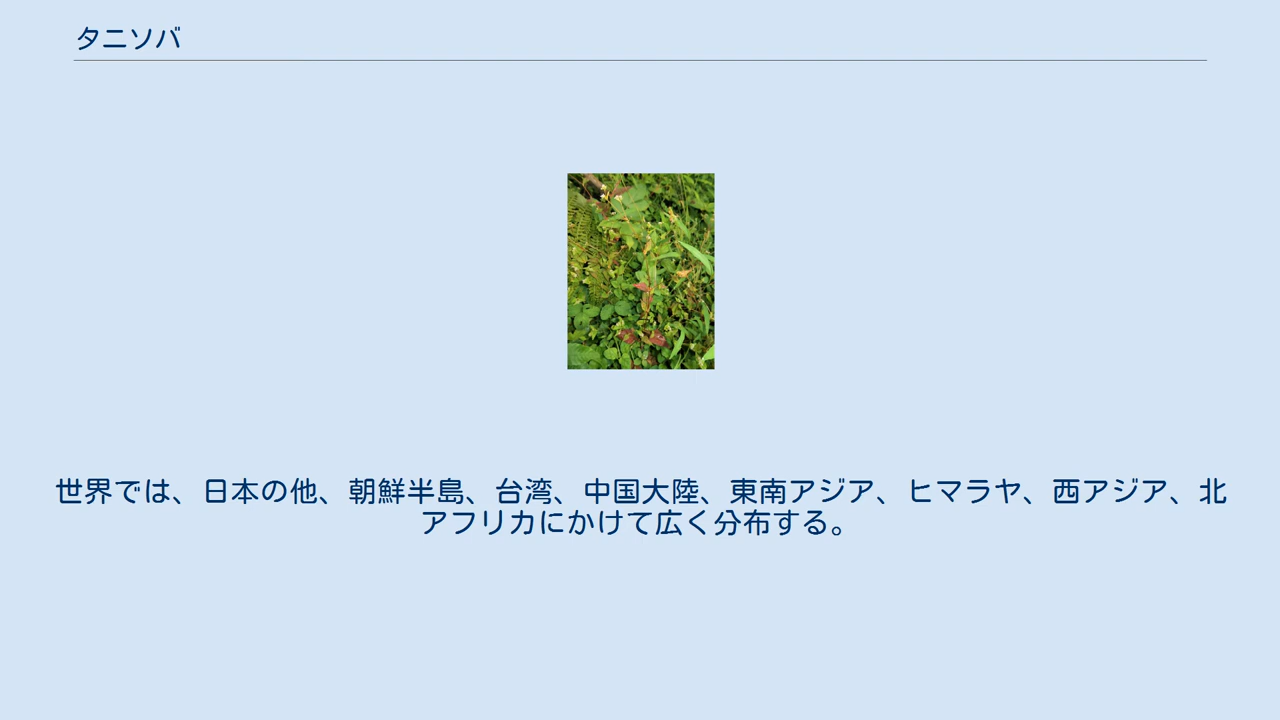 タニソバ
世界では、日本の他、朝鮮半島、台湾、中国大陸、東南アジア、ヒマラヤ、西アジア、北
アフリカにかけて広く分布する。